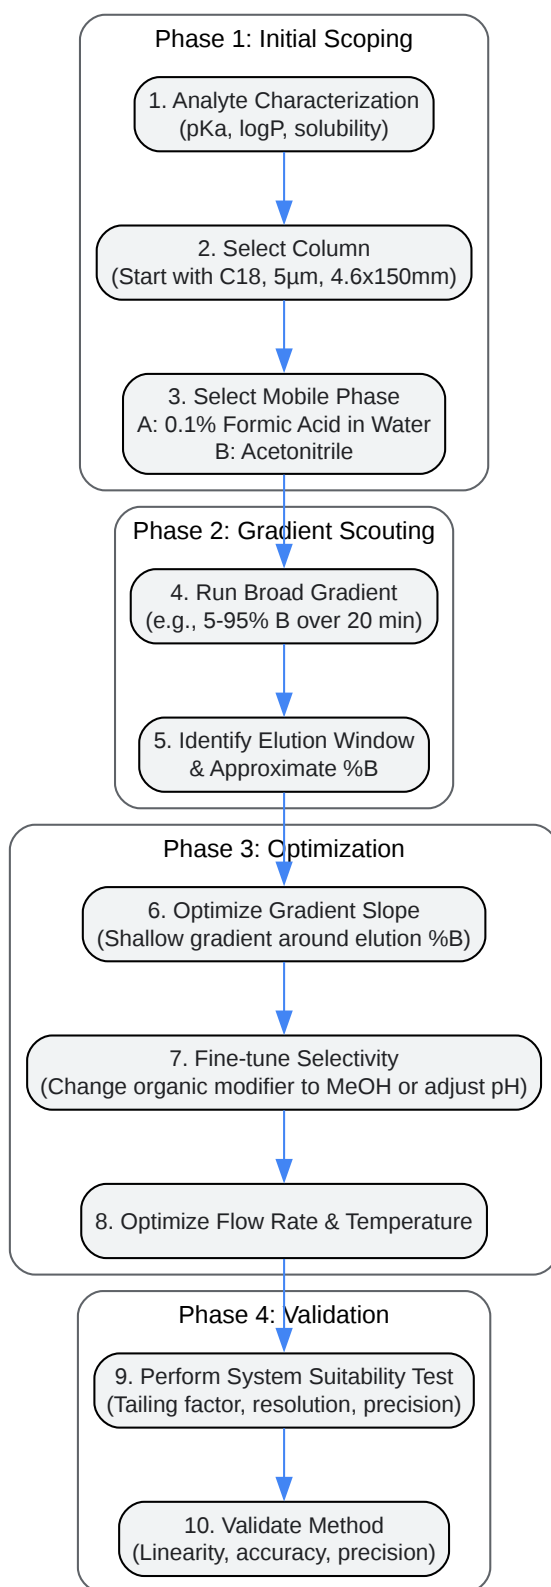 Phase 1: Initial Scoping
1. Analyte Characterization
(pKa, logP, solubility)
2. Select Column
(Start with C18, 5µm, 4.6x150mm)
3. Select Mobile Phase
A: 0.1% Formic Acid in Water
B: Acetonitrile
Phase 2: Gradient Scouting
4. Run Broad Gradient
(e.g., 5-95% B over 20 min)
5. Identify Elution Window
& Approximate %B
Phase 3: Optimization
6. Optimize Gradient Slope
(Shallow gradient around elution %B)
7. Fine-tune Selectivity
(Change organic modifier to MeOH or adjust pH)
8. Optimize Flow Rate & Temperature
Phase 4: Validation
9. Perform System Suitability Test
(Tailing factor, resolution, precision)
10. Validate Method
(Linearity, accuracy, precision)